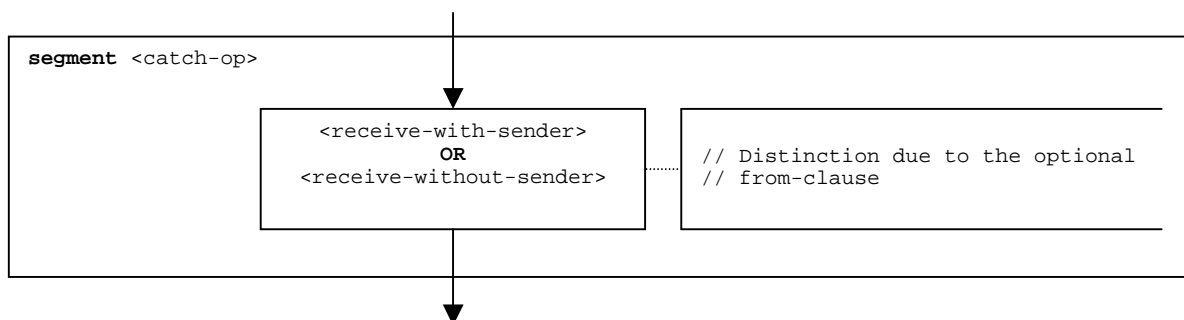 segment <catch-op>
<receive-with-sender>
OR
<receive-without-sender>
// Distinction due to the optional
// from-clause